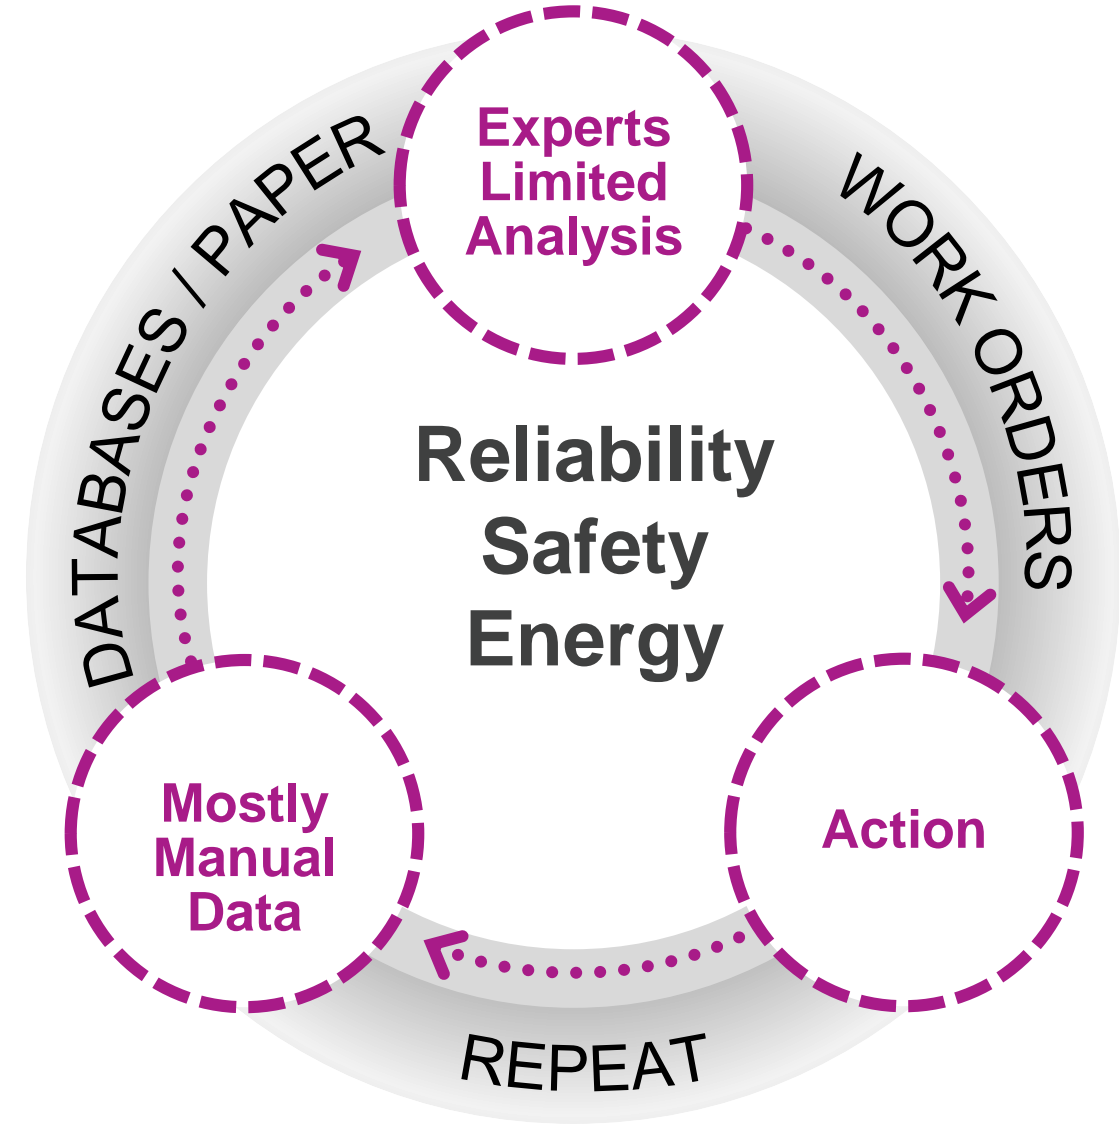 Experts
Limited
Analysis
DATABASES / PAPER
WORK ORDERS
Reliability
Safety
Energy
Mostly
Manual
Data
Action
REPEAT